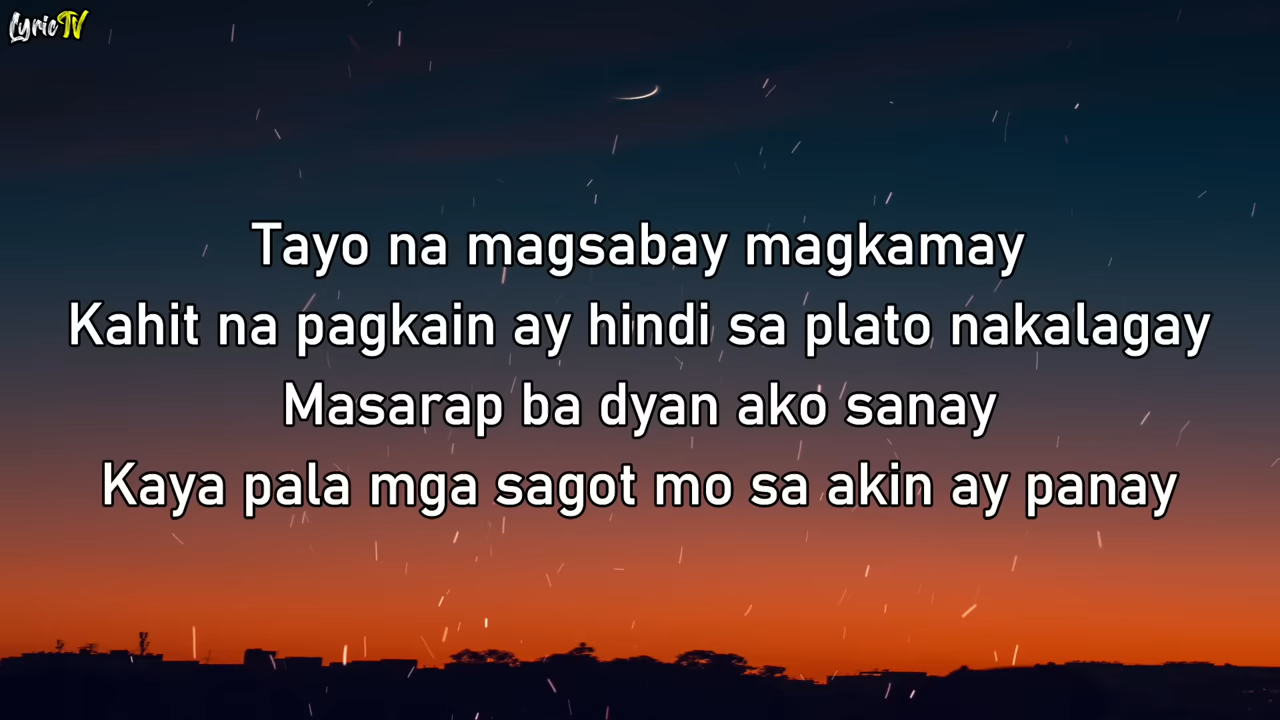 LyricTV
Tayo na magsabay magkamay
Kahit na pagkain ay hindi sa plato nakalagay
Masarap ba dyan ako sanay
Kaya pala mga sagot mo sa akin ay panay